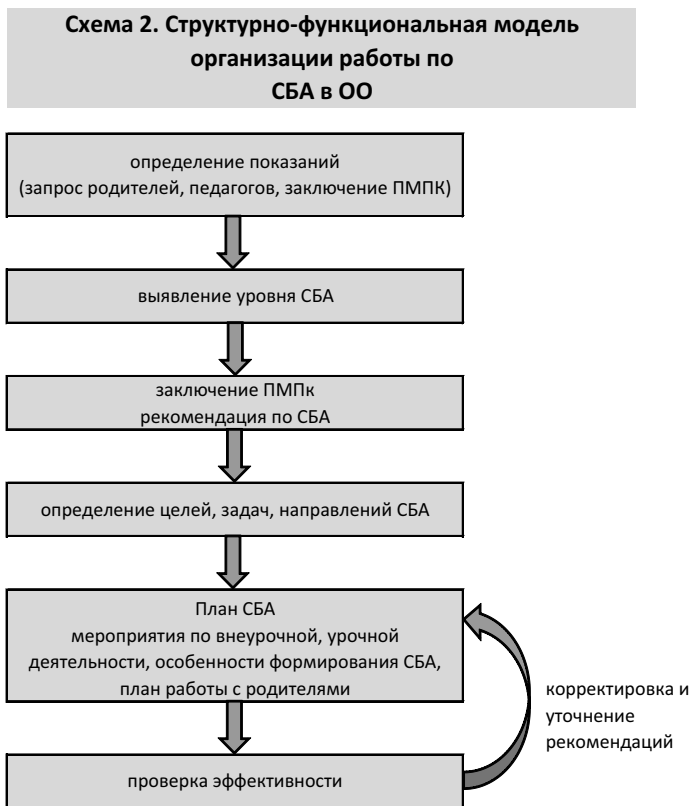 Схема 2. Структурно-функциональная модель
организации работы по
СБА в ОО
определение показаний
(запрос родителей, педагогов, заключение ПМПК)
выявление уровня СБА
заключение ПМПк
рекомендация по СБА
определение целей, задач, направлений СБА
План СБА
мероприятия по внеурочной, урочной
деятельности, особенности формирования СБА,
план работы с родителями
корректировка и
уточнение
рекомендаций
проверка эффективности